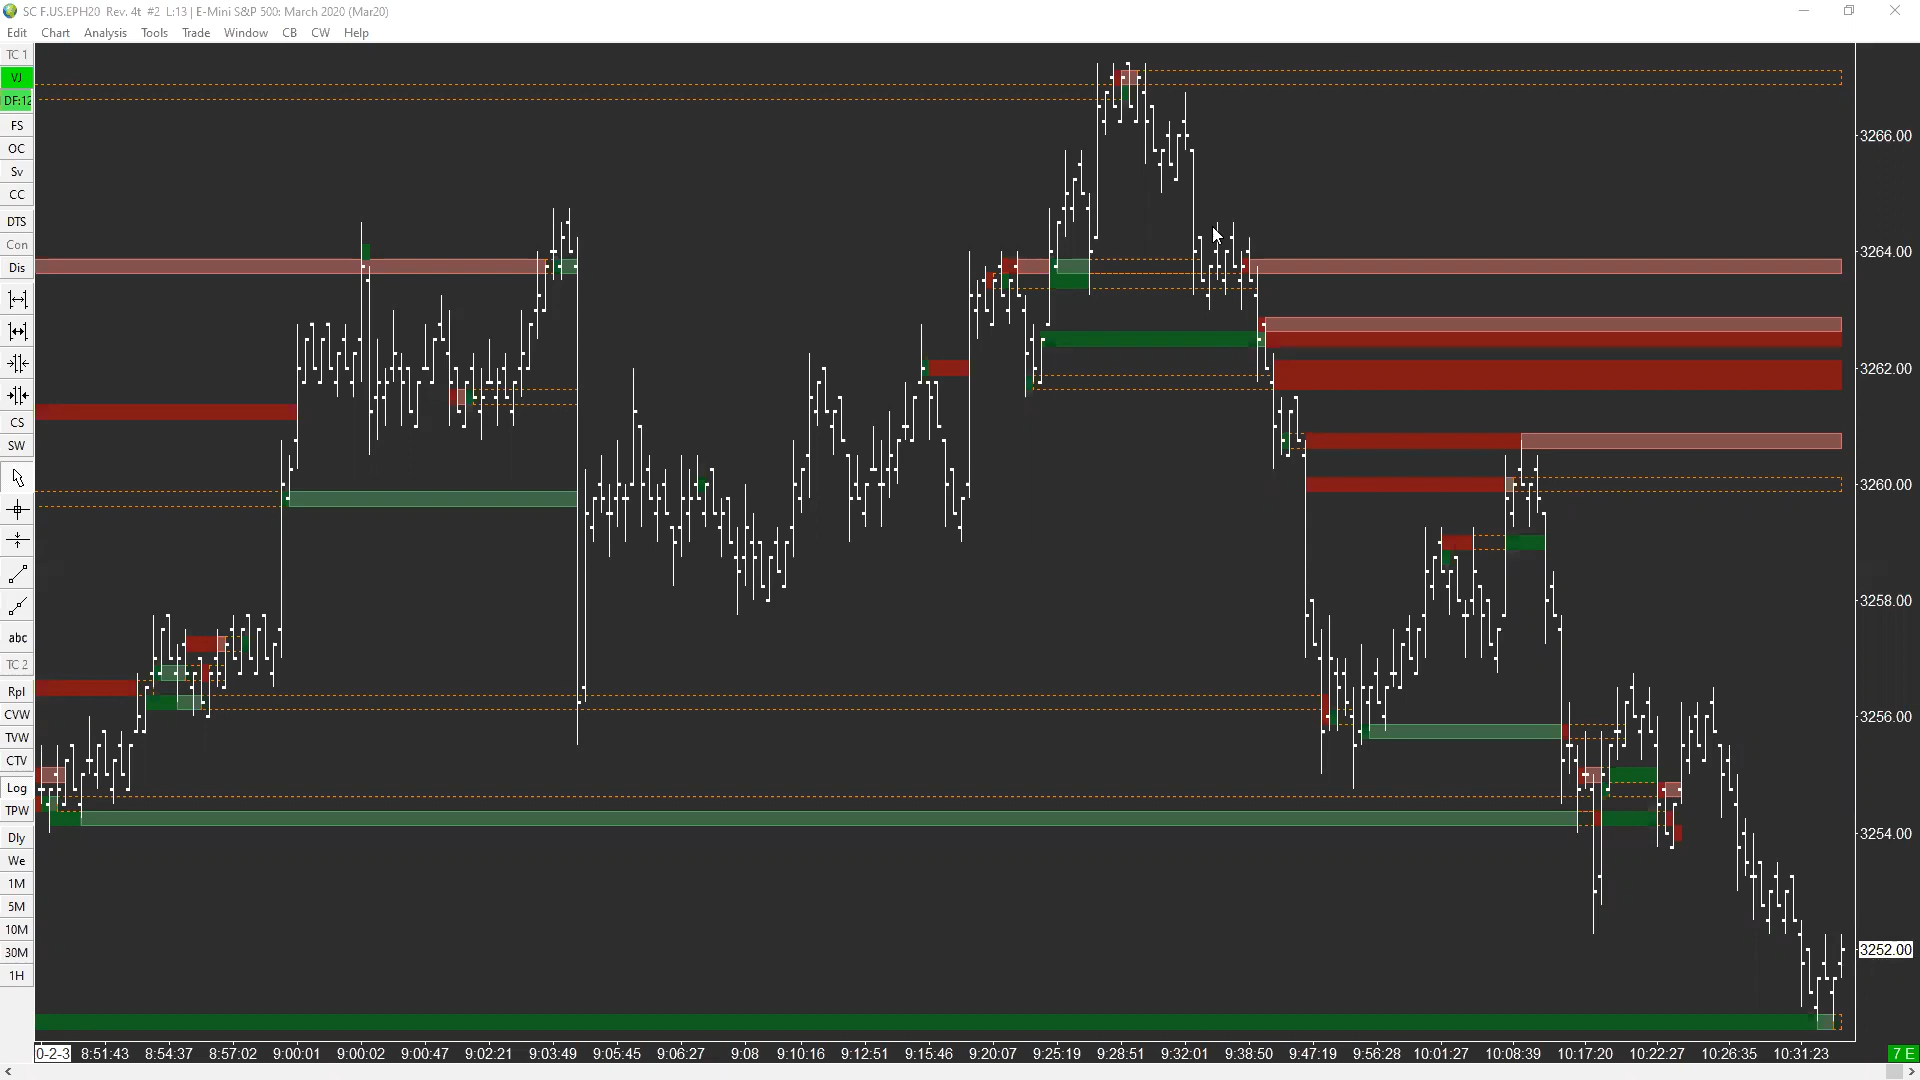 SC F.US.EPH20 Rev. 4t #2 L:13 | E-Mini S&P 500: March 2020 (Mar20)
Edit Chart Analysis Tools Trade Window CB CW Help
TC 1
VJ
DF:12
FS
OC
Sv
CC
DTS
Con
Dis
CS
SW
abc
TC 2
Rpl
CVW
TVW
CTV
Log
TPW
Dly
We
1M
5M
10M
30M
1H
3266.00
3264.00
3262.00
3260.00
3258.00
3256.00
3254.00
3252.00
0-2-3 8:51:43 8:54:37 8:57:02 9:00:01 9:00:02 9:00:47 9:02:21 9:03:49 9:05:45 9:06:27 9:08 9:10:16 9:12:51 9:15:46 9:20:07 9:25:19 9:28:51 9:32:01 9:38:50 9:47:19 9:56:28 10:01:27 10:08:39 10:17:20 10:22:27 10:26:35 10:31:23 7 E